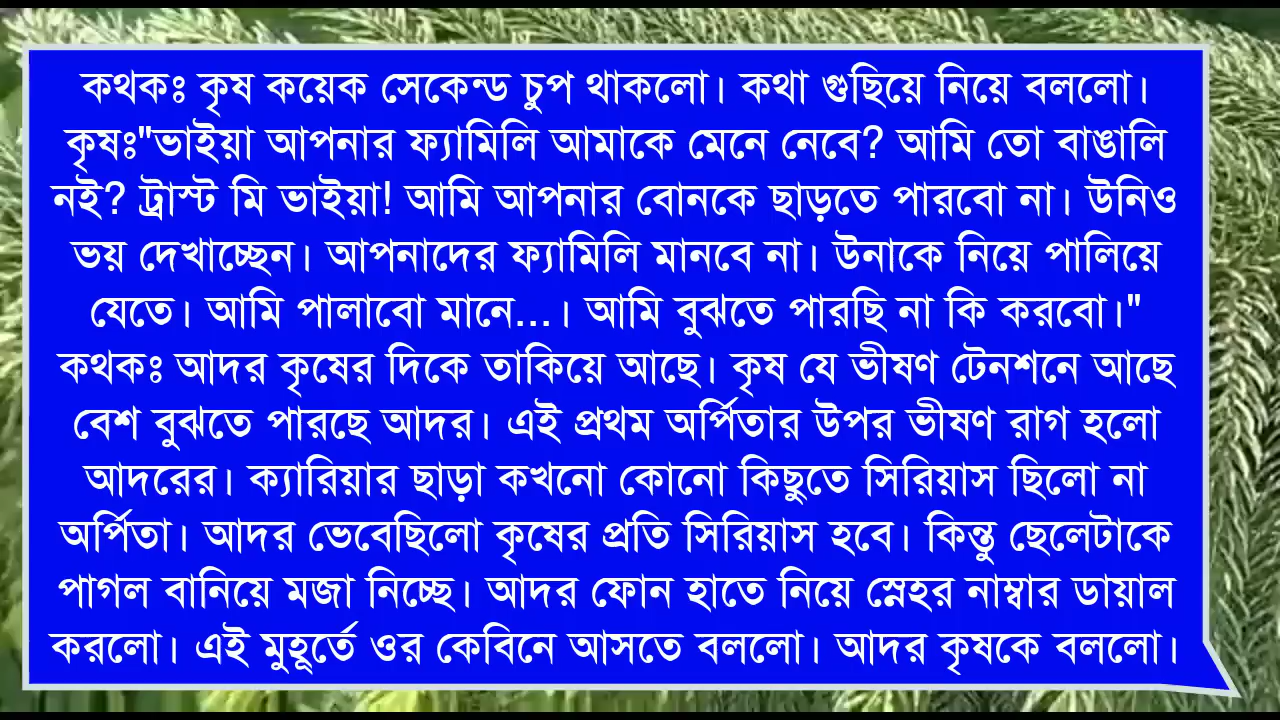 কথকঃ কৃষ কয়েক সেকেন্ড চুপ থাকলো। কথা গুছিয়ে নিয়ে বললো।
কৃষঃ"ভাইয়া আপনার ফ্যামিলি আমাকে মেনে নেবে? আমি তো বাঙালি
নই? ট্রাস্ট মি ভাইয়া! আমি আপনার বোনকে ছাড়তে পারবো না। উনিও
ভয় দেখাচ্ছেন। আপনাদের ফ্যামিলি মানবে না। উনাকে নিয়ে পালিয়ে
যেতে। আমি পালাবো মানে...। আমি বুঝতে পারছি না কি করবো।"
কথকঃ আদর কৃষের দিকে তাকিয়ে আছে। কৃষ যে ভীষণ টেনশনে আছে
বেশ বুঝতে পারছে আদর। এই প্রথম অর্পিতার উপর ভীষণ রাগ হলো
আদরের। ক্যারিয়ার ছাড়া কখনো কোনো কিছুতে সিরিয়াস ছিলো না
অর্পিতা। আদর ভেবেছিলো কৃষের প্রতি সিরিয়াস হবে। কিন্তু ছেলেটাকে
পাগল বানিয়ে মজা নিচ্ছে। আদর ফোন হাতে নিয়ে স্নেহর নাম্বার ডায়াল
করলো। এই মুহূর্তে ওর কেবিনে আসতে বললো। আদর কৃষকে বললো।